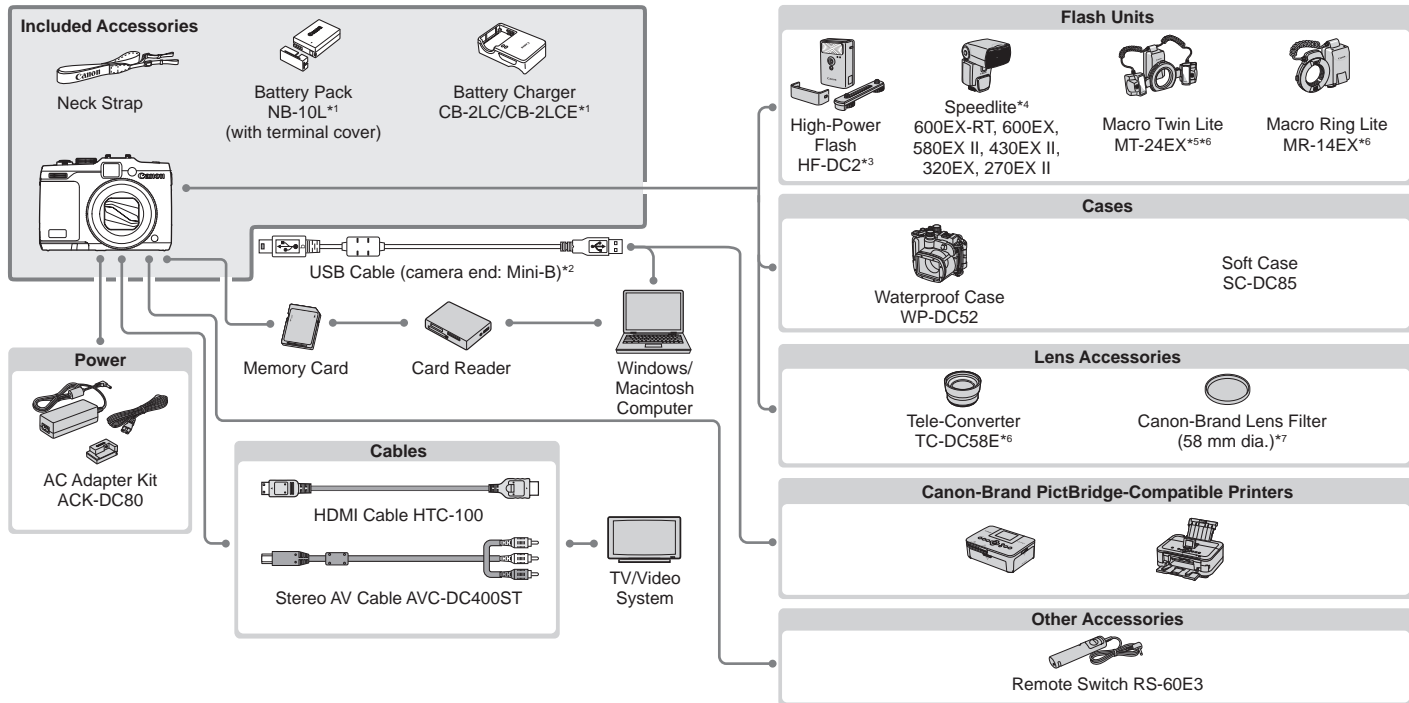 Included Accessories
Canon
Neck Strap
Battery Pack
NB-10L*1
(with terminal cover)
Battery Charger
CB-2LC/CB-2LCE*1
Canon
USB Cable (camera end: Mini-B)*2
Memory Card
Card Reader
Windows/
Macintosh
Computer
Power
AC Adapter Kit
ACK-DC80
Cables
HDMI Cable HTC-100
Stereo AV Cable AVC-DC400ST
TV/Video
System
Flash Units
High-Power
Flash
HF-DC2*3
Speedlite*4
600EX-RT, 600EX,
580EX II, 430EX II,
320EX, 270EX II
Macro Twin Lite
MT-24EX*5*6
Macro Ring Lite
MR-14EX*6
Cases
Waterproof Case
WP-DC52
Soft Case
SC-DC85
Lens Accessories
Tele-Converter
TC-DC58E*6
Canon-Brand Lens Filter
(58 mm dia.)*7
Canon-Brand PictBridge-Compatible Printers
Other Accessories
Remote Switch RS-60E3